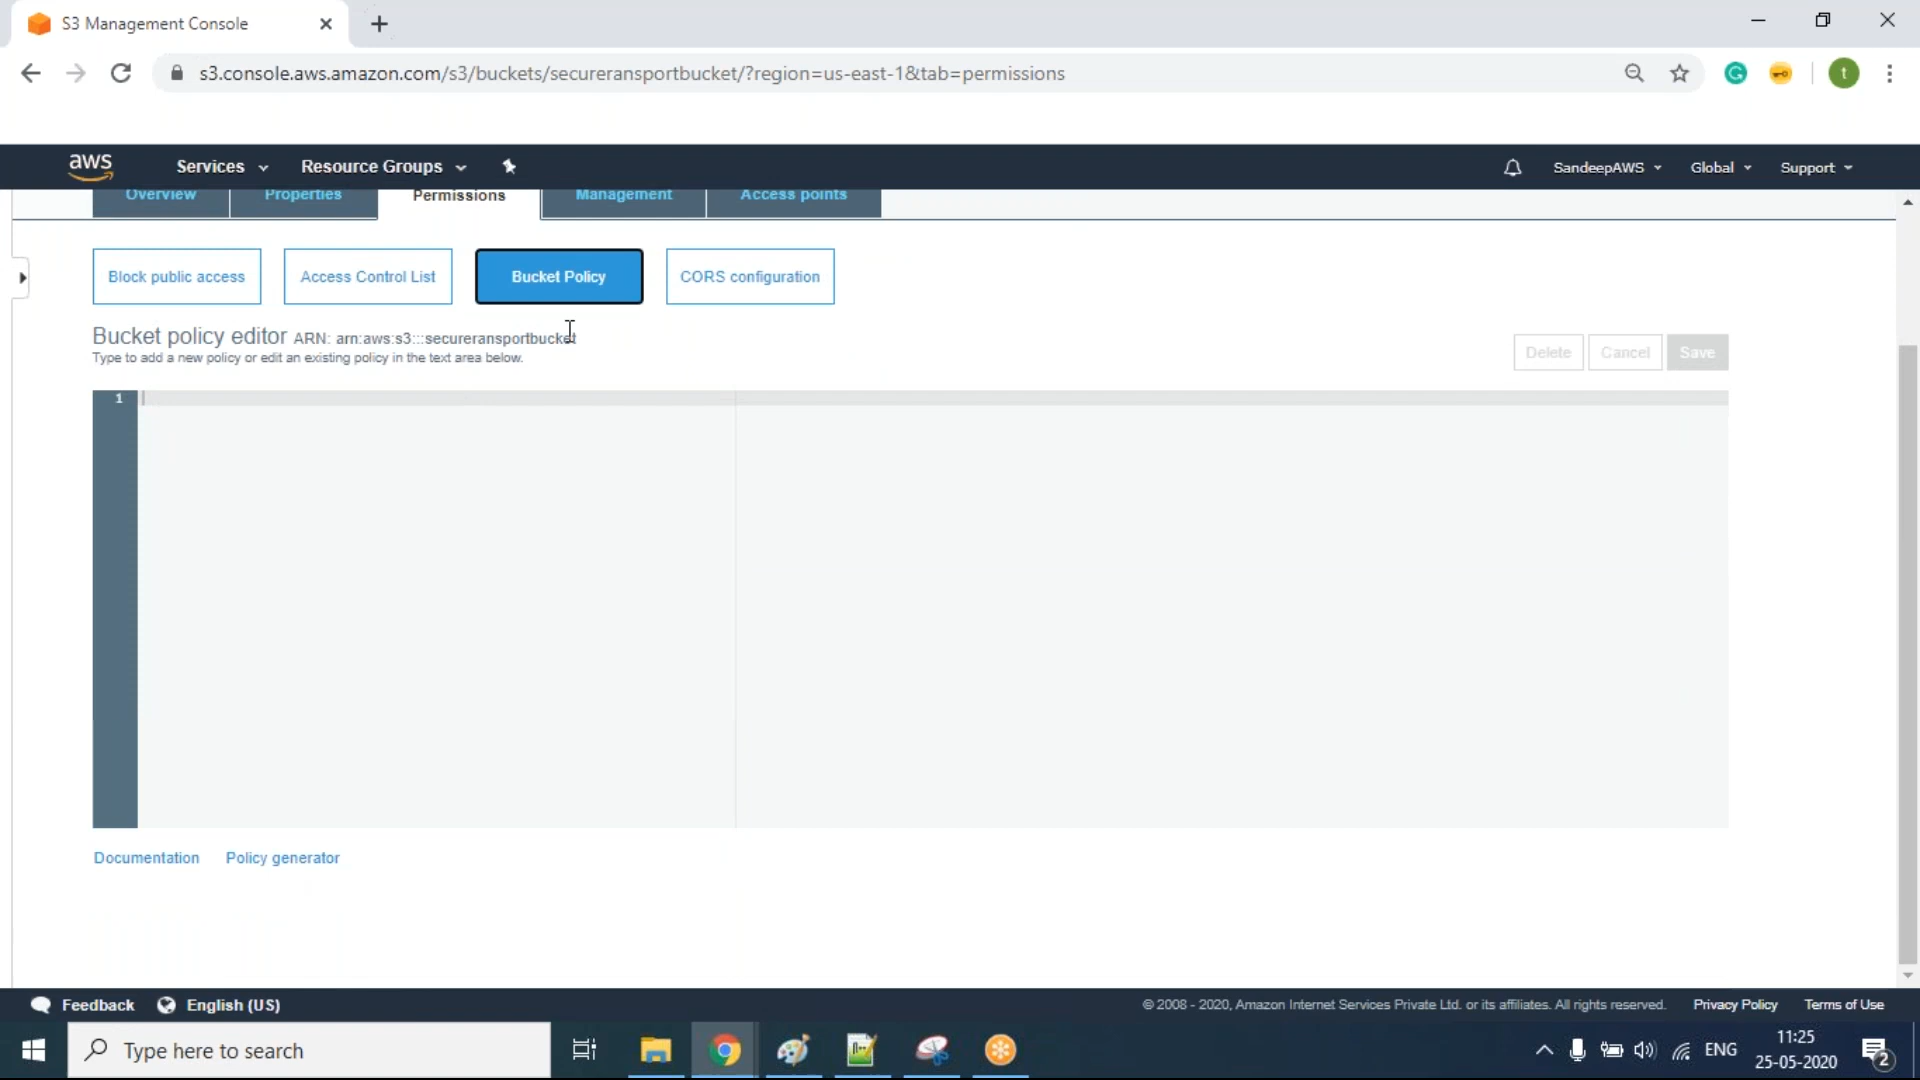 S3 Management Console
s3.console.aws.amazon.com/s3/buckets/secureransportbucket/?region=us-east-1&tab=permissions
t
aws
Services
Resource Groups
SandeepAWS
Global
Support
Overview
Properties
Permissions
Management
Access points
Block public access
Access Control List
Bucket Policy
CORS configuration
Bucket policy editor ARN: arn:aws:s3:::secureransportbucket
Type to add a new policy or edit an existing policy in the text area below.
Delete
Cancel
Save
1
Documentation
Policy generator
Feedback
English (US)
© 2008 - 2020, Amazon Internet Services Private Ltd. or its affiliates. All rights reserved.
Privacy Policy
Terms of Use
Type here to search
ENG
11:25
25-05-2020
2